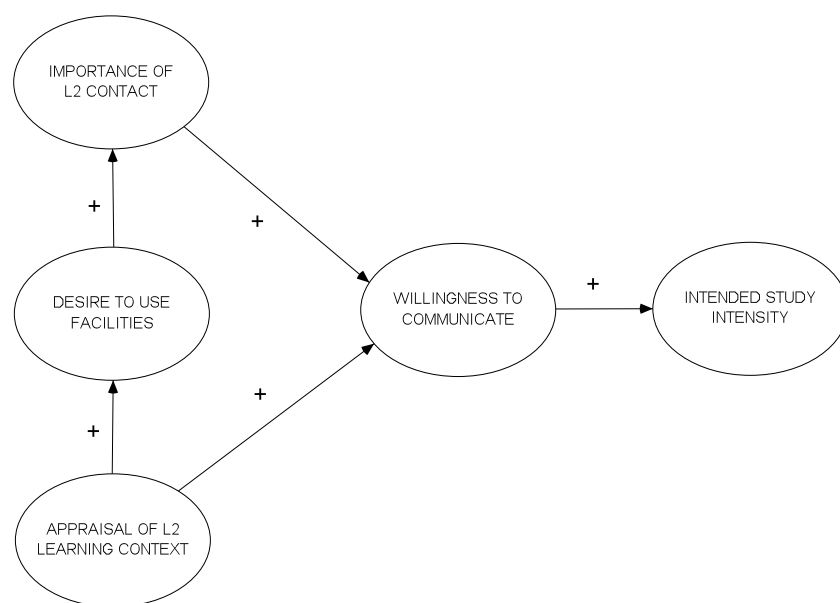 IMPORTANCE OF
L2 CONTACT
+
+
DESIRE TO USE
FACILITIES
WILLINGNESS TO
COMMUNICATE
+
INTENDED STUDY
INTENSITY
+
+
APPRAISAL OF L2
LEARNING CONTEXT